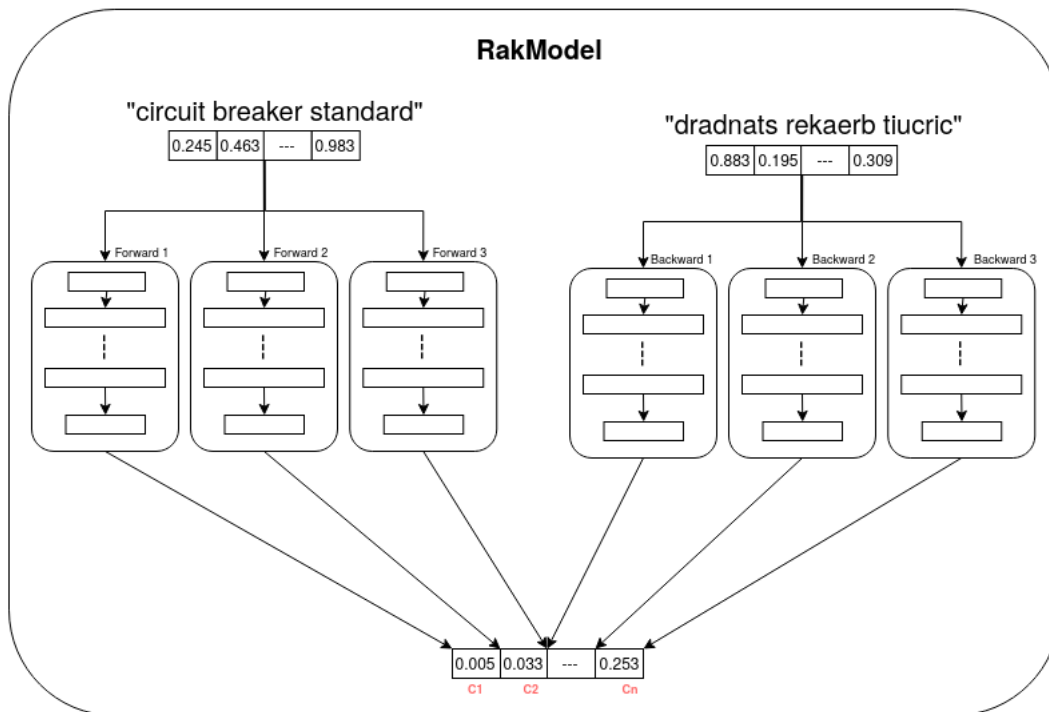 RakModel
"circuit breaker standard"
0.245 0.463 --- 0.983
"dradnats rekaerb tiucric"
0.883 0.195 --- 0.309
Forward 1 Forward 2 Forward 3
Backward 1 Backward 2 Backward 3
0.005 0.033 --- 0.253
C1 C2 Cn